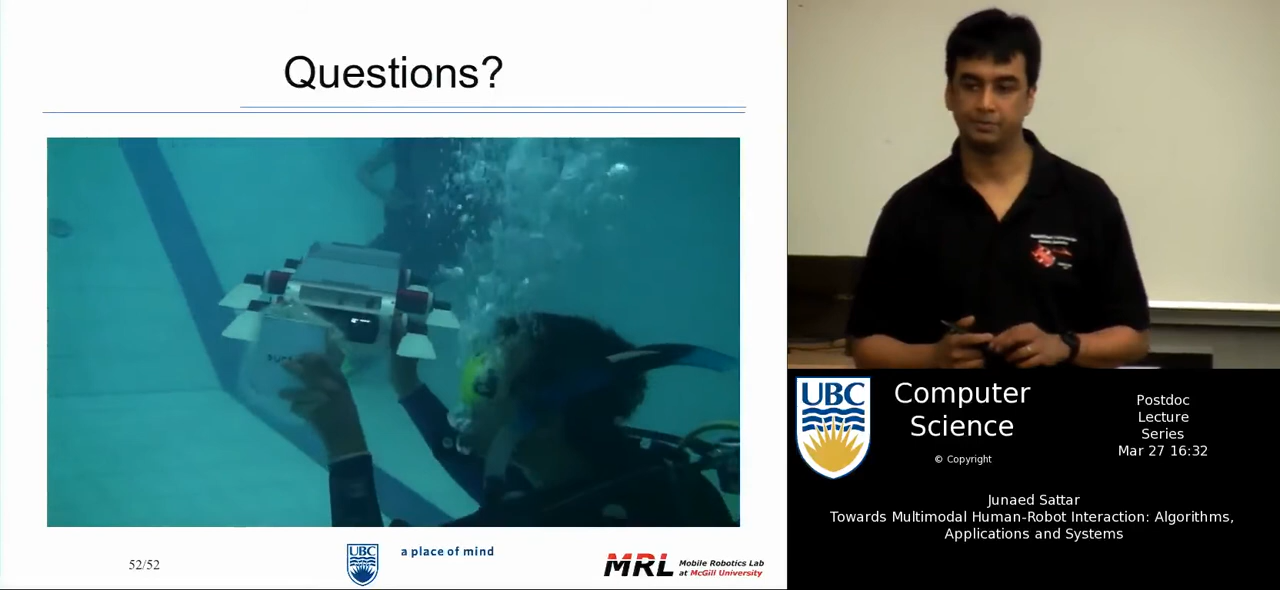 Questions?
52/52
UBC
a place of mind
MRL
Mobile Robotics Lab
at McGill University
UBC
Computer
Science
© Copyright
Postdoc
Lecture
Series
Mar 27 16:32
Junaed Sattar
Towards Multimodal Human-Robot Interaction: Algorithms,
Applications and Systems